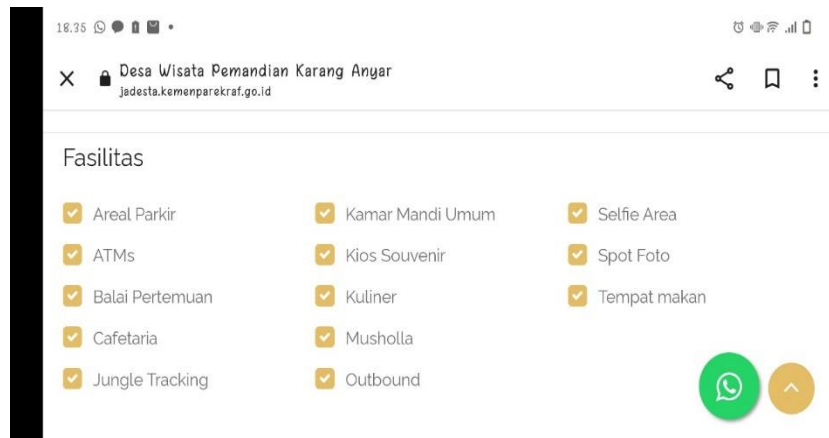 18.35
Desa Wisata Pemandian Karang Anyar
jadesta.kemenparekraf.go.id
Fasilitas
Areal Parkir
ATMs
Balai Pertemuan
Cafetaria
Jungle Tracking
Kamar Mandi Umum
Kios Souvenir
Kuliner
Musholla
Outbound
Selfie Area
Spot Foto
Tempat makan